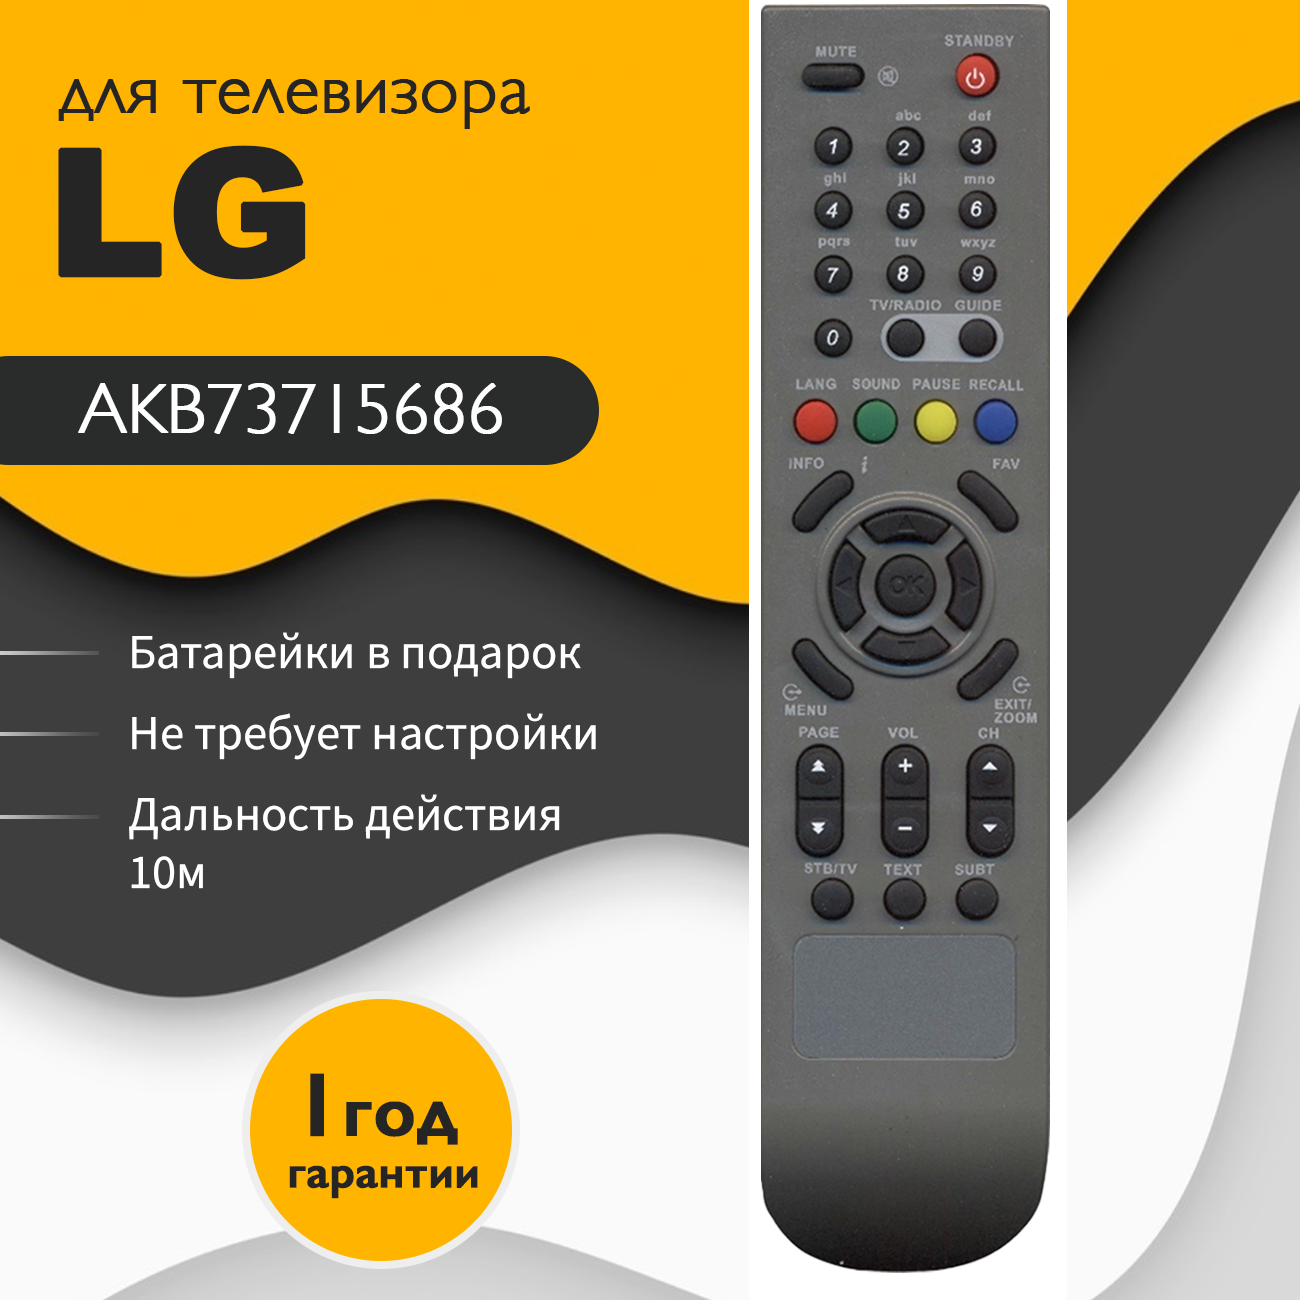 для телевизора
LG
AKB73715686
Батарейки в подарок
Не требует настройки
Дальность действия
10м
1 год
гарантии
MUTE
STANDBY
abc def
1 2 3
ghi jkl mno
4 5 6
pqrs tuv wxyz
7 8 9
TV/RADIO GUIDE
0
LANG SOUND PAUSE RECALL
INFO i FAV
OK
MENU
EXIT/
ZOOM
PAGE VOL CH
+
–
STB/TV TEXT SUBT